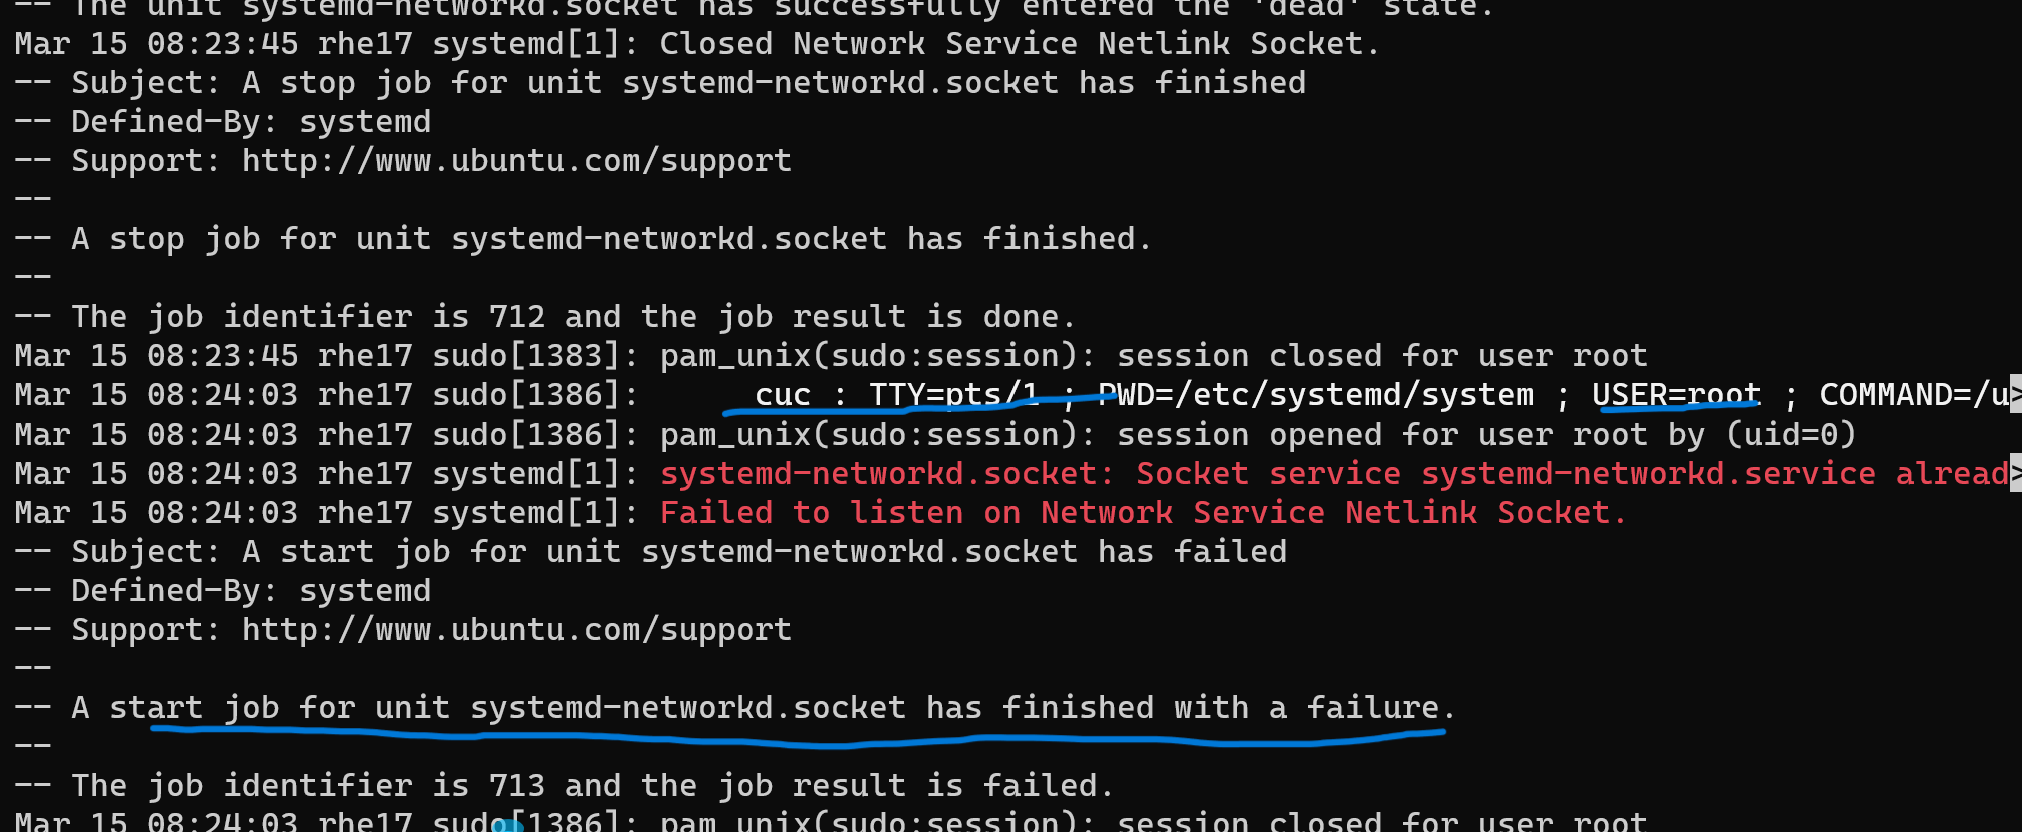 -- The unit systemd-networkd.socket has successfully entered the 'dead' state.
Mar 15 08:23:45 rhe17 systemd[1]: Closed Network Service Netlink Socket.
-- Subject: A stop job for unit systemd-networkd.socket has finished
-- Defined-By: systemd
-- Support: http://www.ubuntu.com/support
--
-- A stop job for unit systemd-networkd.socket has finished.
--
-- The job identifier is 712 and the job result is done.
Mar 15 08:23:45 rhe17 sudo[1383]: pam_unix(sudo:session): session closed for user root
Mar 15 08:24:03 rhe17 sudo[1386]:      cuc : TTY=pts/1 ; PWD=/etc/systemd/system ; USER=root ; COMMAND=/u>
Mar 15 08:24:03 rhe17 sudo[1386]: pam_unix(sudo:session): session opened for user root by (uid=0)
Mar 15 08:24:03 rhe17 systemd[1]: systemd-networkd.socket: Socket service systemd-networkd.service alread>
Mar 15 08:24:03 rhe17 systemd[1]: Failed to listen on Network Service Netlink Socket.
-- Subject: A start job for unit systemd-networkd.socket has failed
-- Defined-By: systemd
-- Support: http://www.ubuntu.com/support
--
-- A start job for unit systemd-networkd.socket has finished with a failure.
--
-- The job identifier is 713 and the job result is failed.
Mar 15 08:24:03 rhe17 sudo[1386]: pam_unix(sudo:session): session closed for user root